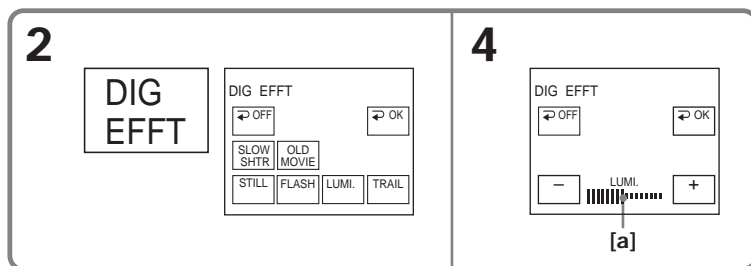 2
DIG
EFFT
DIG EFFT
⮌ OFF
⮌ OK
SLOW
SHTR
OLD
MOVIE
STILL
FLASH
LUMI.
TRAIL
4
DIG EFFT
⮌ OFF
⮌ OK
–
LUMI.
+
[a]